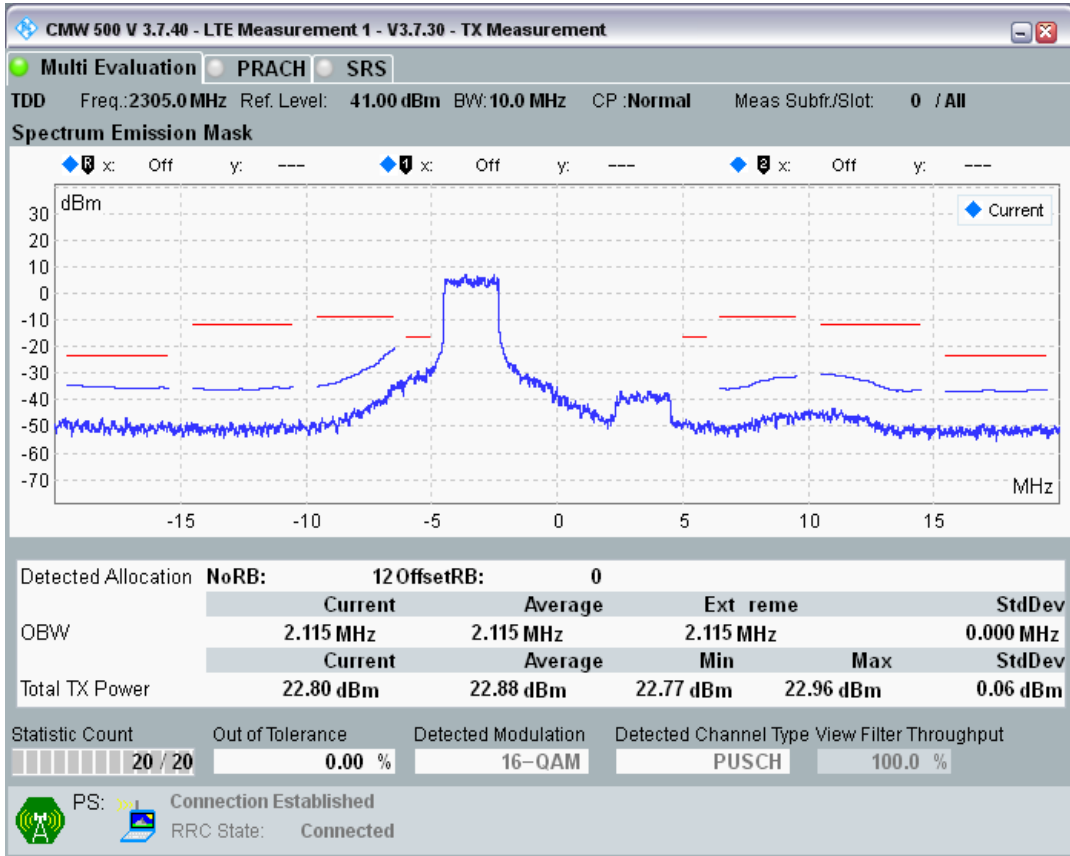 CMW 500 V 3.7.40 - LTE Measurement 1 - V3.7.30 - TX Measurement
Multi Evaluation PRACH SRS
TDD Freq.:2305.0 MHz Ref. Level: 41.00 dBm BW: 10.0 MHz CP :Normal Meas Subfr./Slot: 0 / All
Spectrum Emission Mask
R x: Off y: --- 1 x: Off y: --- 2 x: Off y: ---
dBm
Current
30
20
10
0
-10
-20
-30
-40
-50
-60
-70
MHz
-15 -10 -5 0 5 10 15
Detected Allocation NoRB: 12 OffsetRB: 0
Current Average Ext reme StdDev
OBW 2.115 MHz 2.115 MHz 2.115 MHz 0.000 MHz
Current Average Min Max StdDev
Total TX Power 22.80 dBm 22.88 dBm 22.77 dBm 22.96 dBm 0.06 dBm
Statistic Count Out of Tolerance Detected Modulation Detected Channel Type View Filter Throughput
20 / 20 0.00 % 16-QAM PUSCH 100.0 %
PS: Connection Established
RRC State: Connected